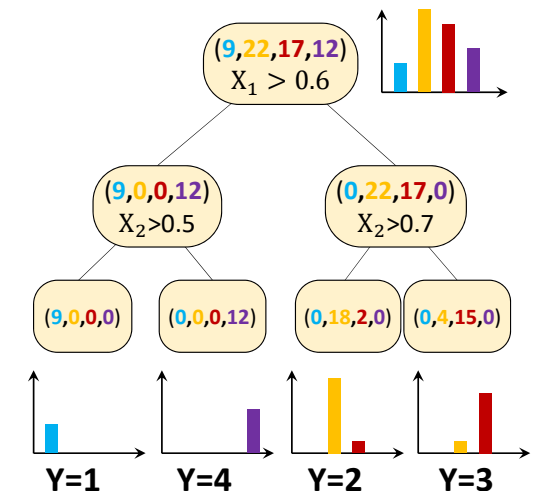 (9,22,17,12)
X₁ > 0.6
(9,0,0,12)
X₂>0.5
(0,22,17,0)
X₂>0.7
(9,0,0,0)
(0,0,0,12)
(0,18,2,0)
(0,4,15,0)
Y=1
Y=4
Y=2
Y=3